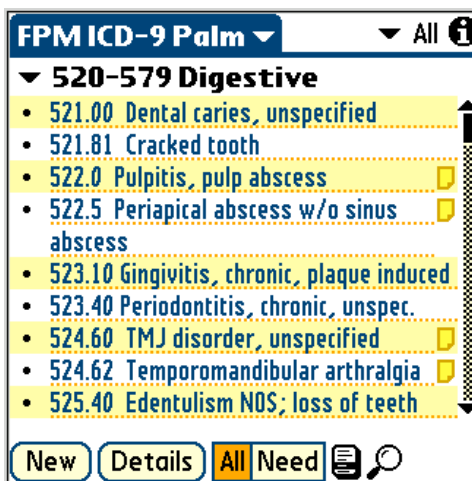 FPM ICD-9 Palm All
520-579 Digestive
• 521.00 Dental caries, unspecified
• 521.81 Cracked tooth
• 522.0 Pulpitis, pulp abscess
• 522.5 Periapical abscess w/o sinus
abscess
• 523.10 Gingivitis, chronic, plaque induced
• 523.40 Periodontitis, chronic, unspec.
• 524.60 TMJ disorder, unspecified
• 524.62 Temporomandibular arthralgia
• 525.40 Edentulism NOS; loss of teeth
New Details All Need